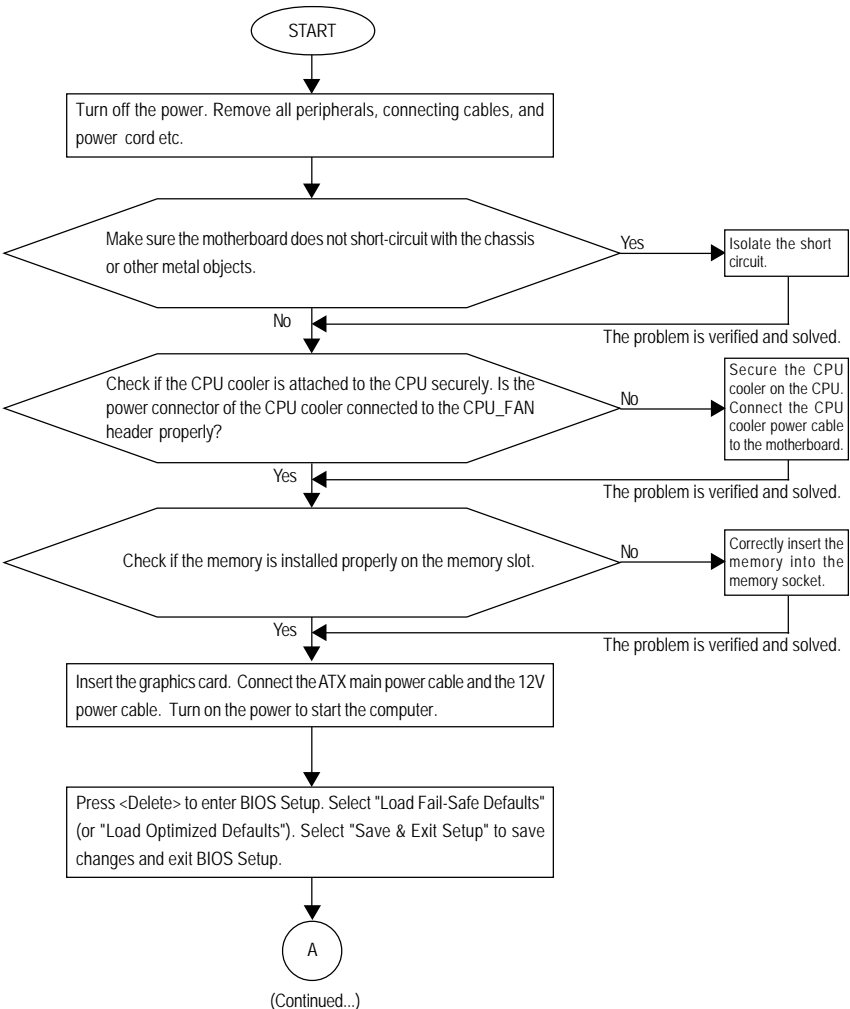 START
Turn off the power. Remove all peripherals, connecting cables, and
power cord etc.
Make sure the motherboard does not short-circuit with the chassis
or other metal objects.
Yes
Isolate the short
circuit.
No
The problem is verified and solved.
Check if the CPU cooler is attached to the CPU securely. Is the
power connector of the CPU cooler connected to the CPU_FAN
header properly?
No
Secure the CPU
cooler on the CPU.
Connect the CPU
cooler power cable
to the motherboard.
Yes
The problem is verified and solved.
Check if the memory is installed properly on the memory slot.
No
Correctly insert the
memory into the
memory socket.
Yes
The problem is verified and solved.
Insert the graphics card. Connect the ATX main power cable and the 12V
power cable. Turn on the power to start the computer.
Press <Delete> to enter BIOS Setup. Select "Load Fail-Safe Defaults"
(or "Load Optimized Defaults"). Select "Save & Exit Setup" to save
changes and exit BIOS Setup.
A
(Continued...)